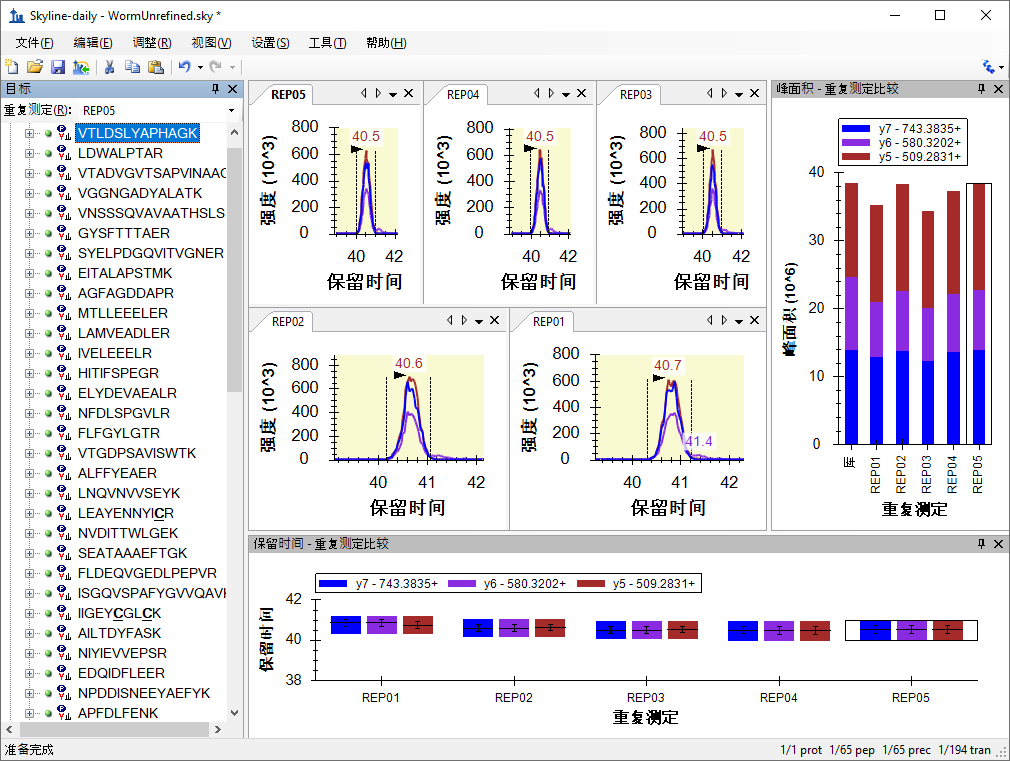 Skyline-daily - WormUnrefined.sky *
文件(F) 编辑(E) 调整(R) 视图(V) 设置(S) 工具(T) 帮助(H)
目标
重复测定(R): REP05
VTLDSLYAPHAGK
LDWALPTAR
VTADVGVTSAPVINAAG
VGGNGADYALATK
VNSSSQVAVAATHSLS
GYSFTTTAER
SYELPDGQVITVGNER
EITALAPSTMK
AGFAGDDAPR
MTLLEEELER
LAMVEADLER
IVELEEELR
HITIFSPEGR
ELYDEVAEALR
NFDLSPGVLR
FLFGYLGTR
VTGDPSAVISWTK
ALFFYEAER
LNQVNVVSEYK
LEAYENNYICR
NVDITTWLGEK
SEATAAAEFTGK
FLDEQVGEDLPEPVR
ISGQVSPAFYGVVQAVH
IIGEYCGLCK
AILTDYFASK
NIYIEVVEPSR
EDQIDFLEER
NPDDISNEEYAEFYK
APFDLFENK
REP05
800
600
400
200
0
强度 (10^3)
40.5
40 42
保留时间
REP04
800
600
400
200
0
强度 (10^3)
40.5
40 42
保留时间
REP03
800
600
400
200
0
强度 (10^3)
40.5
40 42
保留时间
REP02
800
600
400
200
0
强度 (10^3)
40.6
40 41 42
保留时间
REP01
800
600
400
200
0
强度 (10^3)
40.7
41.4
40 41 42
保留时间
峰面积 - 重复测定比较
y7 - 743.3835+
y6 - 580.3202+
y5 - 509.2831+
40
30
20
10
0
峰面积 (10^6)
库 REP01 REP02 REP03 REP04 REP05
重复测定
保留时间 - 重复测定比较
y7 - 743.3835+ y6 - 580.3202+ y5 - 509.2831+
42
40
38
保留时间
REP01 REP02 REP03 REP04 REP05
重复测定
准备完成 1/1 prot 1/65 pep 1/65 prec 1/194 tran